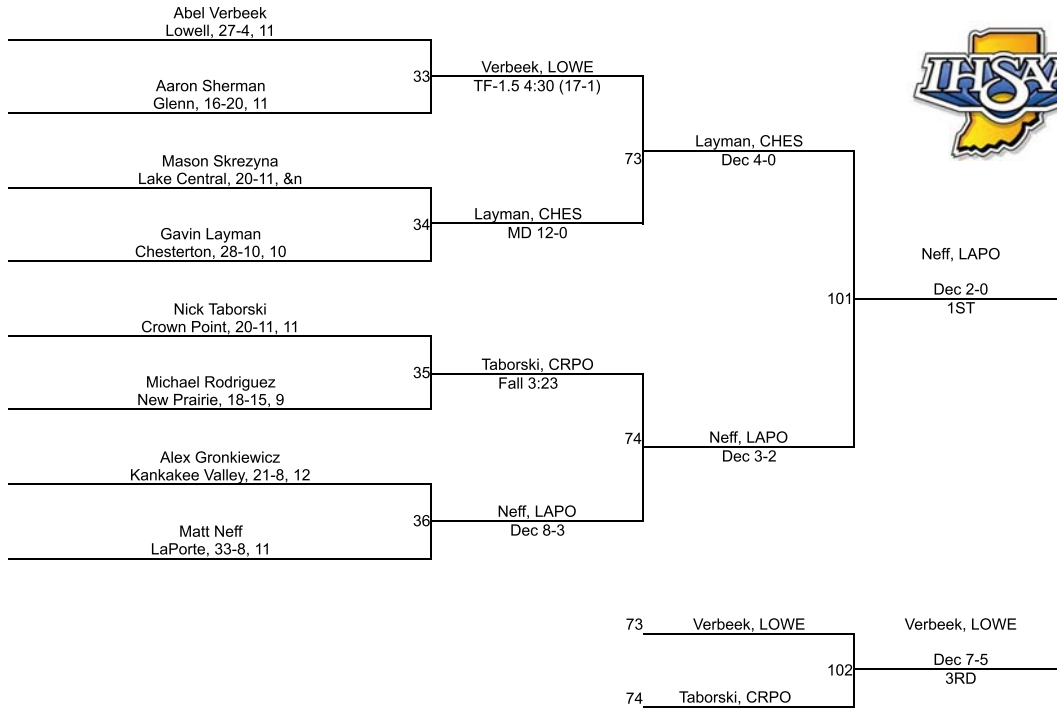 Abel Verbeek
Lowell, 27-4, 11
33
Aaron Sherman
Glenn, 16-20, 11
Verbeek, LOWE
TF-1.5 4:30 (17-1)
Mason Skrezyna
Lake Central, 20-11, &n
34
Gavin Layman
Chesterton, 28-10, 10
Layman, CHES
MD 12-0
73
Layman, CHES
Dec 4-0
Nick Taborski
Crown Point, 20-11, 11
35
Michael Rodriguez
New Prairie, 18-15, 9
Taborski, CRPO
Fall 3:23
Alex Gronkiewicz
Kankakee Valley, 21-8, 12
36
Matt Neff
LaPorte, 33-8, 11
Neff, LAPO
Dec 8-3
74
Neff, LAPO
Dec 3-2
101
Neff, LAPO
Dec 2-0
1ST
IHSAA
73
Verbeek, LOWE
74
Taborski, CRPO
102
Verbeek, LOWE
Dec 7-5
3RD